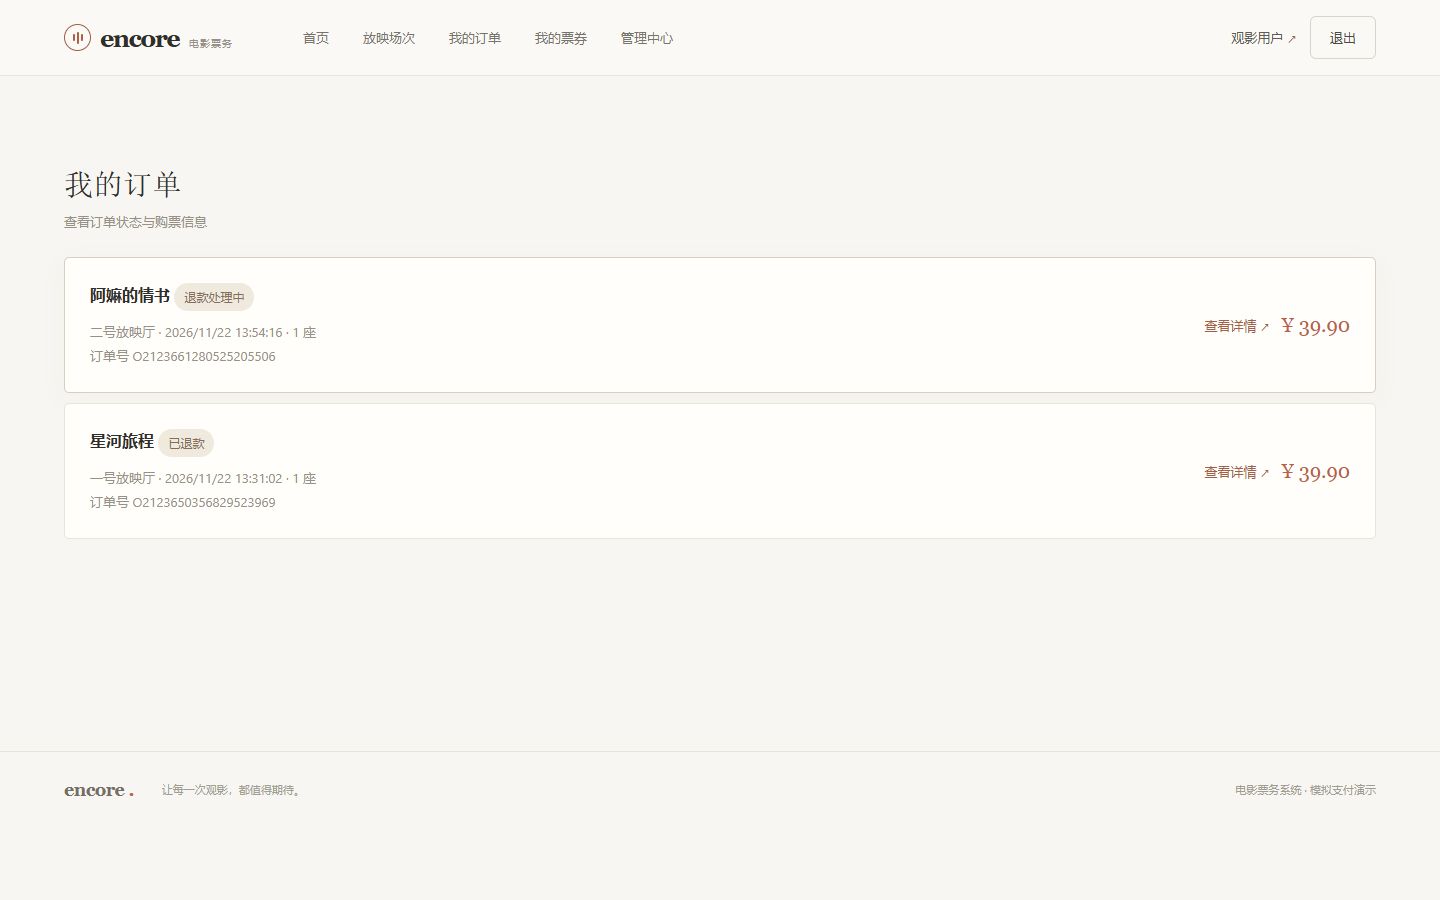 encore 电影票务 首页 放映场次 我的订单 我的票券 管理中心 观影用户 ↗ 退出
我的订单
查看订单状态与购票信息
阿嫲的情书 退款处理中
二号放映厅 · 2026/11/22 13:54:16 · 1 座
订单号 O2123661280525205506
查看详情 ↗ ¥ 39.90
星河旅程 已退款
一号放映厅 · 2026/11/22 13:31:02 · 1 座
订单号 O2123650356829523969
查看详情 ↗ ¥ 39.90
encore. 让每一次观影，都值得期待。 电影票务系统 · 模拟支付演示